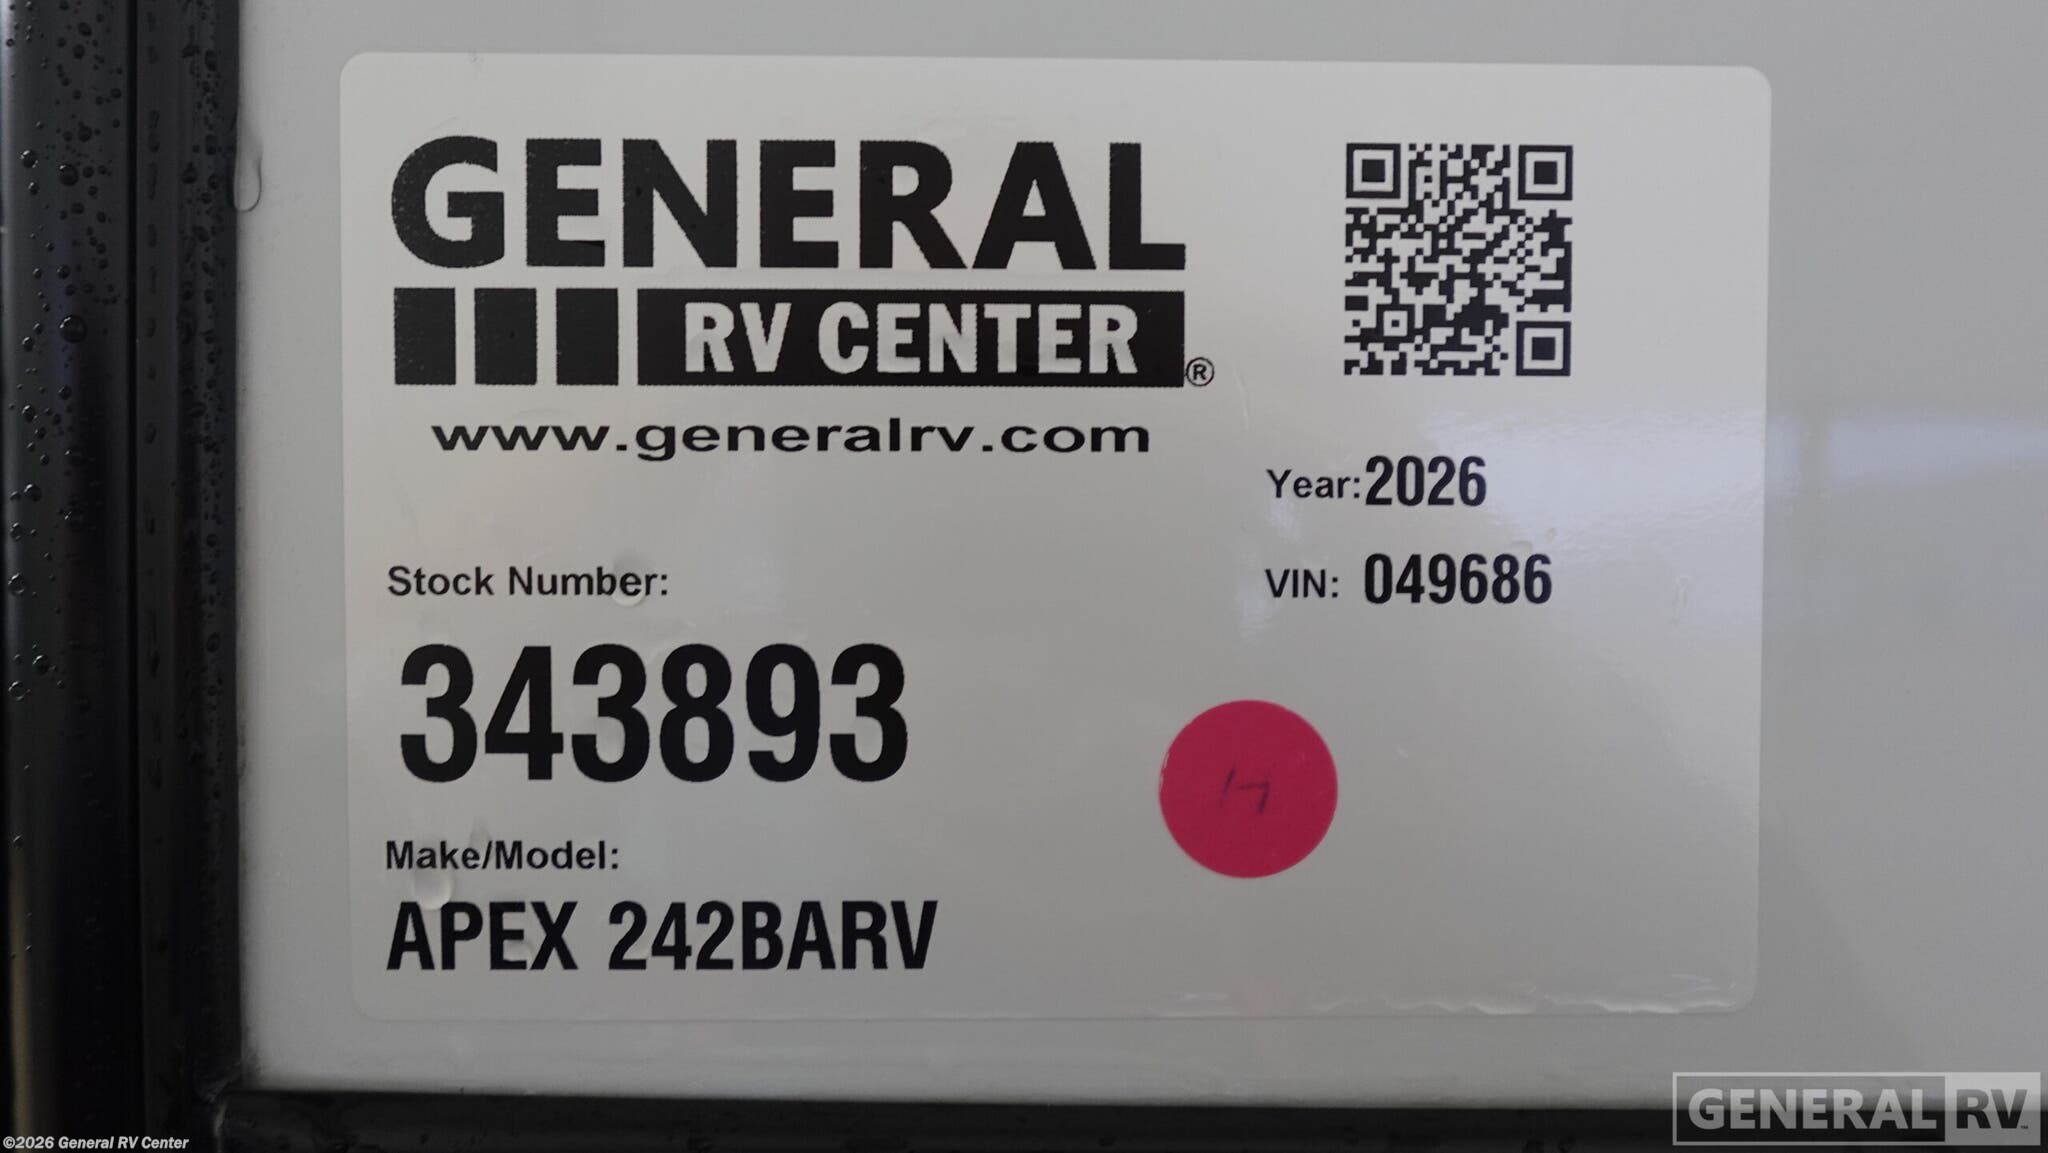 GENERAL
RV CENTER®
www.generalrv.com
Year: 2026
VIN: 049686
Stock Number:
343893
Make/Model:
APEX 242BARV
©2026 General RV Center
GENERAL RV™